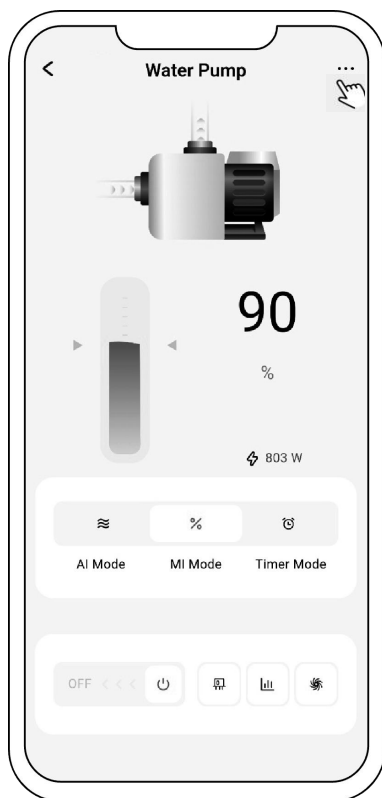 Water Pump
90
%
803 W
%
AI Mode MI Mode Timer Mode
OFF